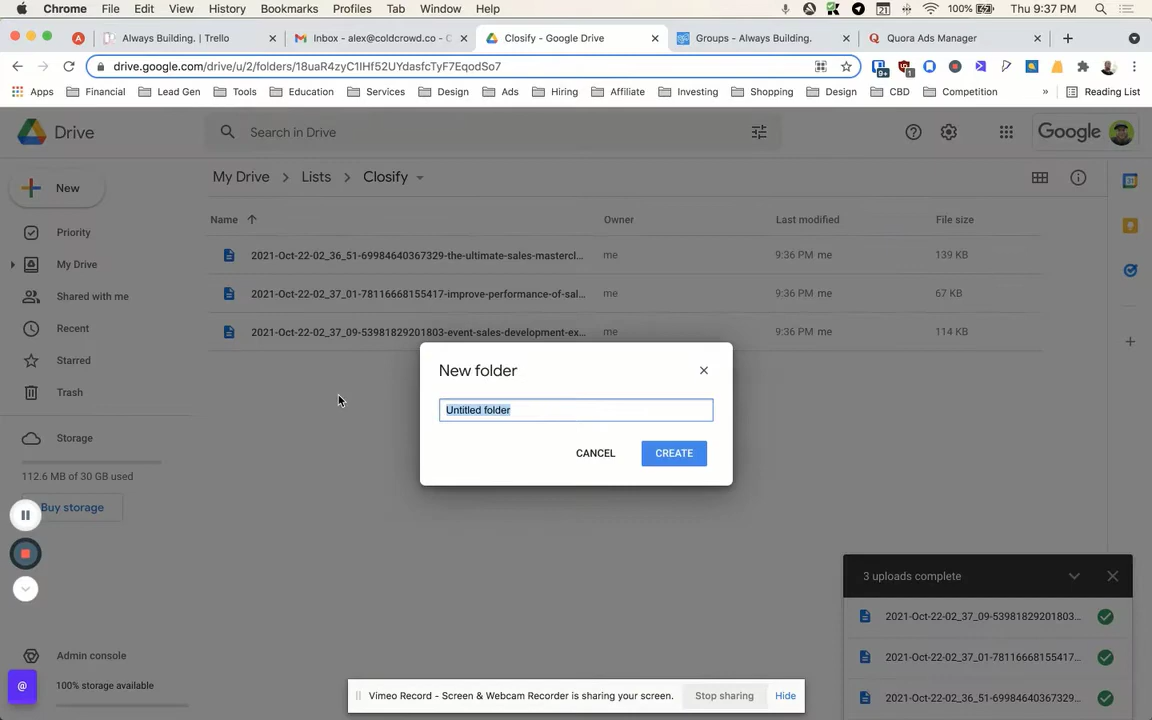 Chrome File Edit View History Bookmarks Profiles Tab Window Help 21 100% Thu 9:37 PM
Always Building. | Trello Inbox - alex@coldcrowd.co - C Closify - Google Drive Groups - Always Building. Quora Ads Manager
drive.google.com/drive/u/2/folders/18uaR4zyC1IHf52UYdasfcTyF7EqodSo7 9+ 1
Apps Financial Lead Gen Tools Education Services Design Ads Hiring Affiliate Investing Shopping Design CBD Competition » Reading List
Drive Search in Drive Google
New My Drive Lists Closify
Name Owner Last modified File size
Priority
My Drive
Shared with me
Recent
Starred
Trash
Storage
112.6 MB of 30 GB used
Buy storage
Admin console
100% storage available
@
2021-Oct-22-02_36_51-69984640367329-the-ultimate-sales-mastercl... me 9:36 PM me 139 KB
2021-Oct-22-02_37_01-78116668155417-improve-performance-of-sal... me 9:36 PM me 67 KB
2021-Oct-22-02_37_09-53981829201803-event-sales-development-ex... me 9:36 PM me 114 KB
New folder
Untitled folder
CANCEL CREATE
3 uploads complete
2021-Oct-22-02_37_09-53981829201803...
2021-Oct-22-02_37_01-78116668155417...
2021-Oct-22-02_36_51-69984640367329...
Vimeo Record - Screen & Webcam Recorder is sharing your screen. Stop sharing Hide